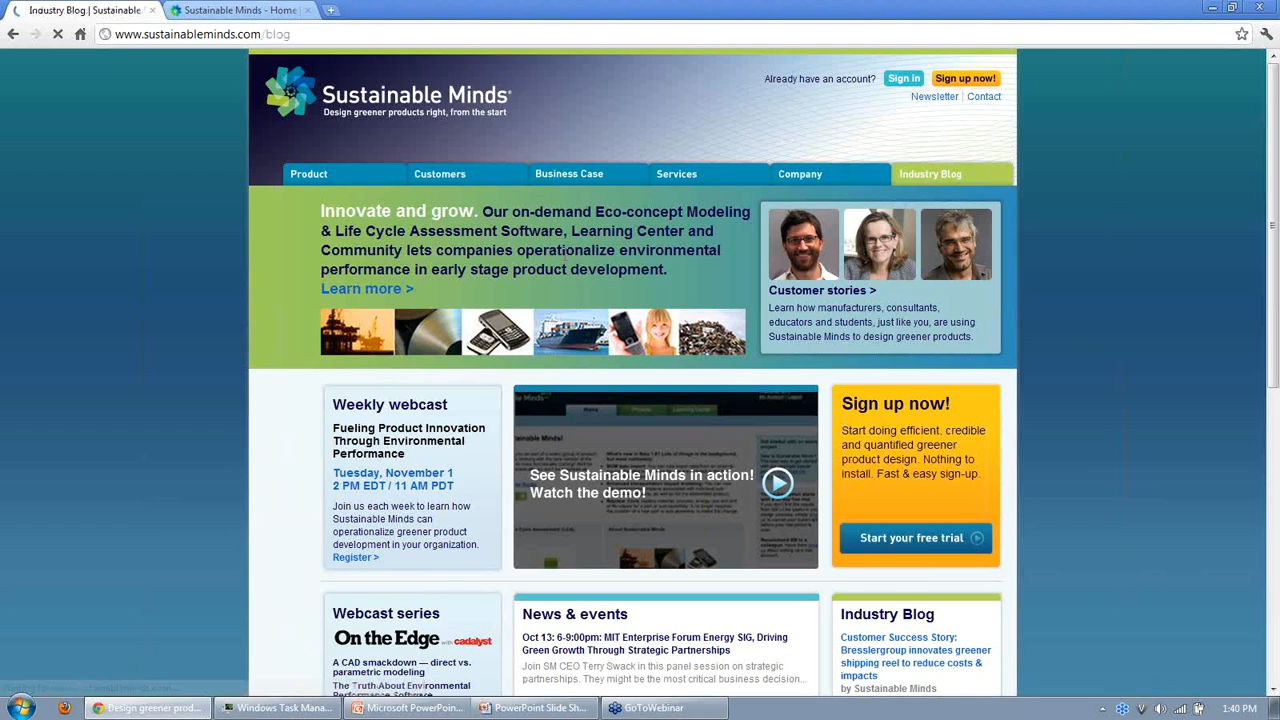 Industry Blog.| Sustainable
Sustainable Minds - Home
www.sustainableminds.com/blog
Already have an account? Sign in Sign up now!
Newsletter Contact
Sustainable Minds®
Design greener products right, from the start
Product Customers Business Case Services Company Industry Blog
Innovate and grow. Our on-demand Eco-concept Modeling
& Life Cycle Assessment Software, Learning Center and
Community lets companies operationalize environmental
performance in early stage product development.
Learn more >
Customer stories >
Learn how manufacturers, consultants,
educators and students, just like you, are using
Sustainable Minds to design greener products.
Weekly webcast
Fueling Product Innovation
Through Environmental
Performance
Tuesday, November 1
2 PM EDT / 11 AM PDT
Join us each week to learn how
Sustainable Minds can
operationalize greener product
development in your organization.
Register >
See Sustainable Minds in action!
Watch the demo!
Sign up now!
Start doing efficient, credible
and quantified greener
product design. Nothing to
install. Fast & easy sign-up.
Start your free trial
Webcast series
On the Edge with cadalyst
A CAD smackdown — direct vs.
parametric modeling
The Truth About Environmental
News & events
Oct 13: 6-9:00pm: MIT Enterprise Forum Energy SIG, Driving
Green Growth Through Strategic Partnerships
Join SM CEO Terry Swack in this panel session on strategic
partnerships. They might be the most critical business decision...
Industry Blog
Customer Success Story:
Bresslergroup innovates greener
shipping reel to reduce costs &
impacts
by Sustainable Minds
Design greener prod...
Windows Task Mana...
Microsoft PowerPoin...
PowerPoint Slide Sh...
GoToWebinar
1:40 PM